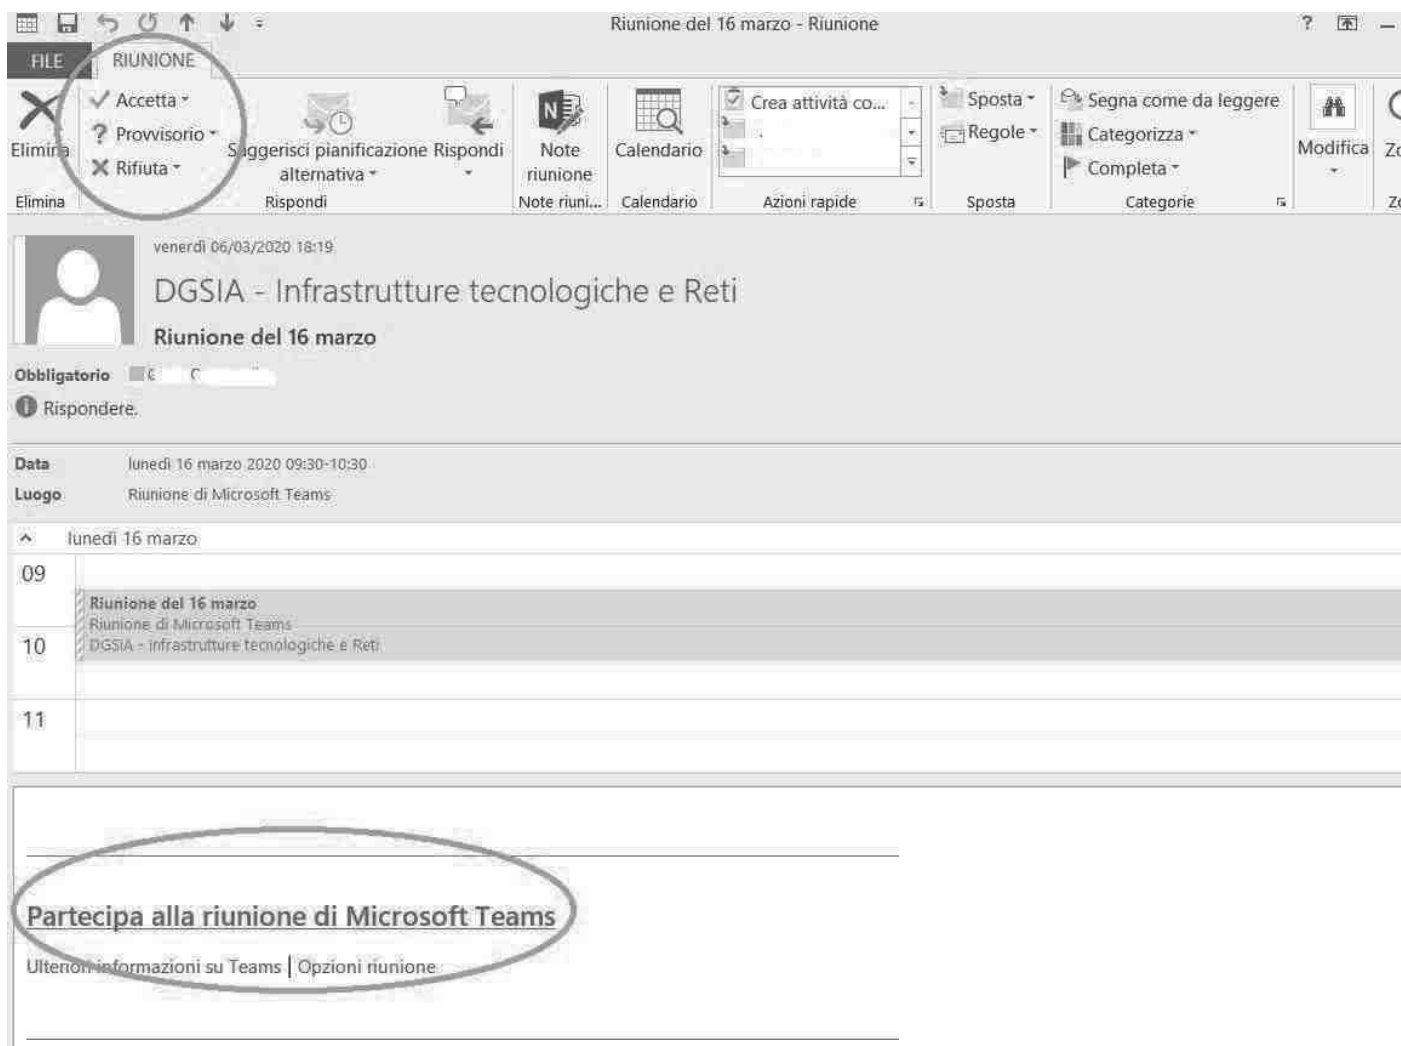 Riunione del 16 marzo - Riunione
?
FILE
RIUNIONE
Elimina
Accetta
? Provvisorio
Rifiuta
Suggerisci pianificazione
alternativa
Rispondi
Note
riunione
Calendario
Crea attività co...
Sposta
Regole
Segna come da leggere
Categorizza
Completa
Modifica
Elimina
Rispondi
Note riuni...
Calendario
Azioni rapide
Sposta
Categorie
venerdì 06/03/2020 18:19
DGSIA - Infrastrutture tecnologiche e Reti
Riunione del 16 marzo
Obbligatorio
Rispondere.
Data lunedì 16 marzo 2020 09:30-10:30
Luogo Riunione di Microsoft Teams
lunedì 16 marzo
09
Riunione del 16 marzo
Riunione di Microsoft Teams
10
DGSIA - infrastrutture tecnologiche e Reti
11
Partecipa alla riunione di Microsoft Teams
Ulteriori informazioni su Teams | Opzioni riunione